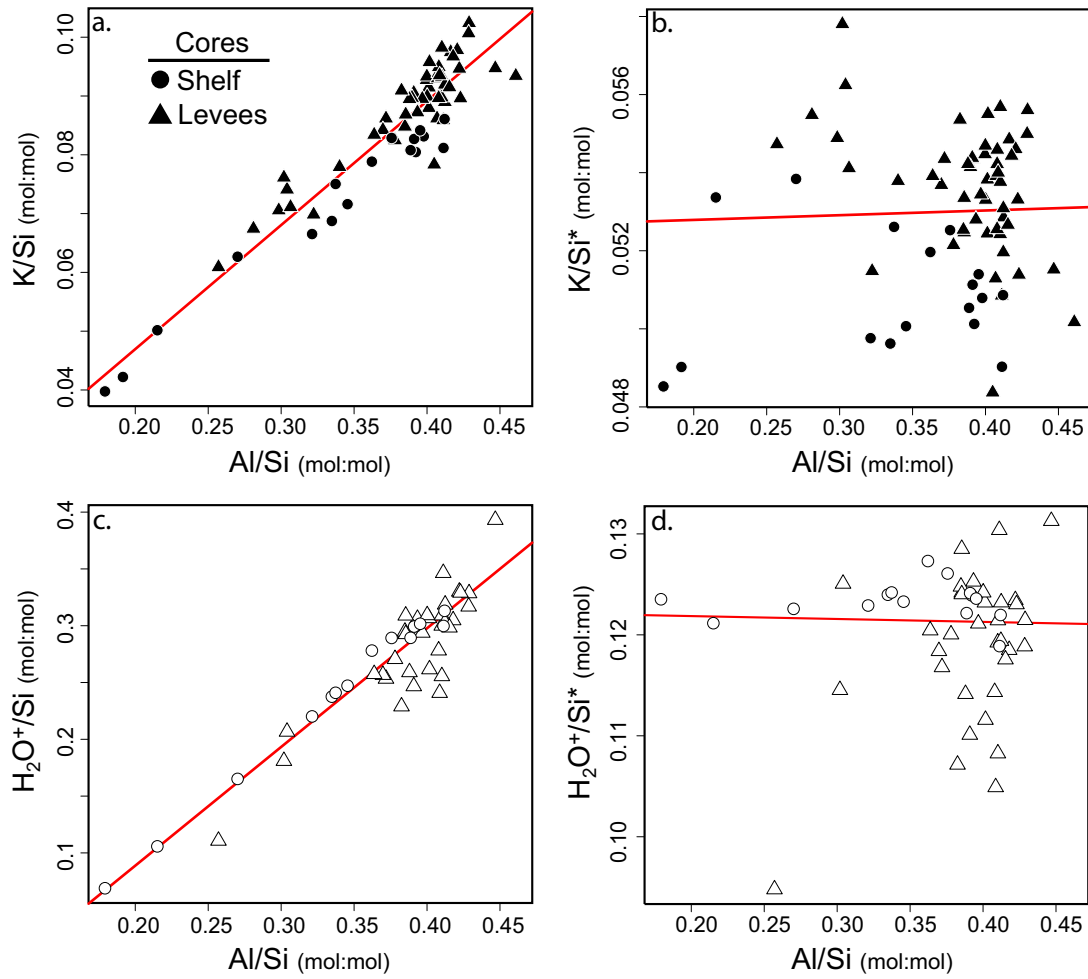 a.
Cores
Shelf
Levees
0.10
0.08
0.06
0.04
K/Si (mol:mol)
0.20 0.25 0.30 0.35 0.40 0.45
Al/Si (mol:mol)
b.
0.056
0.052
0.048
K/Si* (mol:mol)
0.20 0.25 0.30 0.35 0.40 0.45
Al/Si (mol:mol)
c.
0.4
0.3
0.2
0.1
H₂O⁺/Si (mol:mol)
0.20 0.25 0.30 0.35 0.40 0.45
Al/Si (mol:mol)
d.
0.13
0.12
0.11
0.10
H₂O⁺/Si* (mol:mol)
0.20 0.25 0.30 0.35 0.40 0.45
Al/Si (mol:mol)